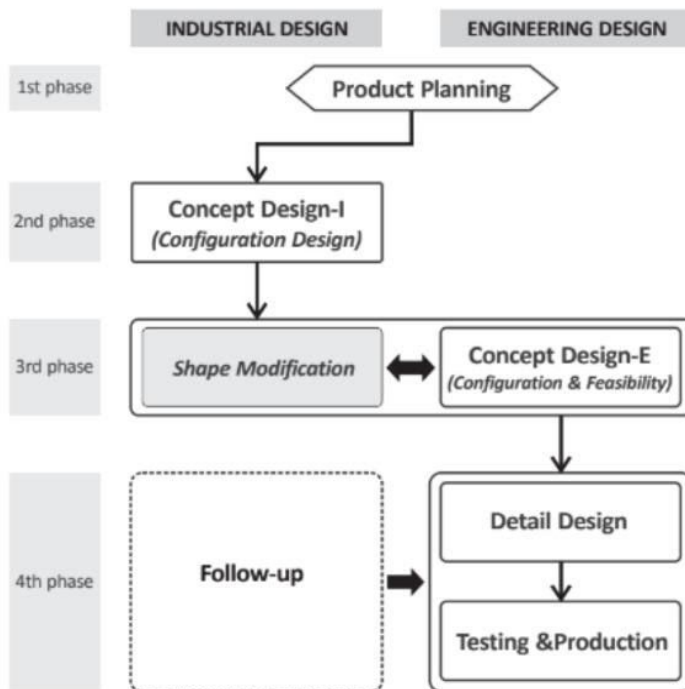 INDUSTRIAL DESIGN
ENGINEERING DESIGN
1st phase
Product Planning
2nd phase
Concept Design-I
(Configuration Design)
3rd phase
Shape Modification
Concept Design-E
(Configuration & Feasibility)
4th phase
Follow-up
Detail Design
Testing &Production